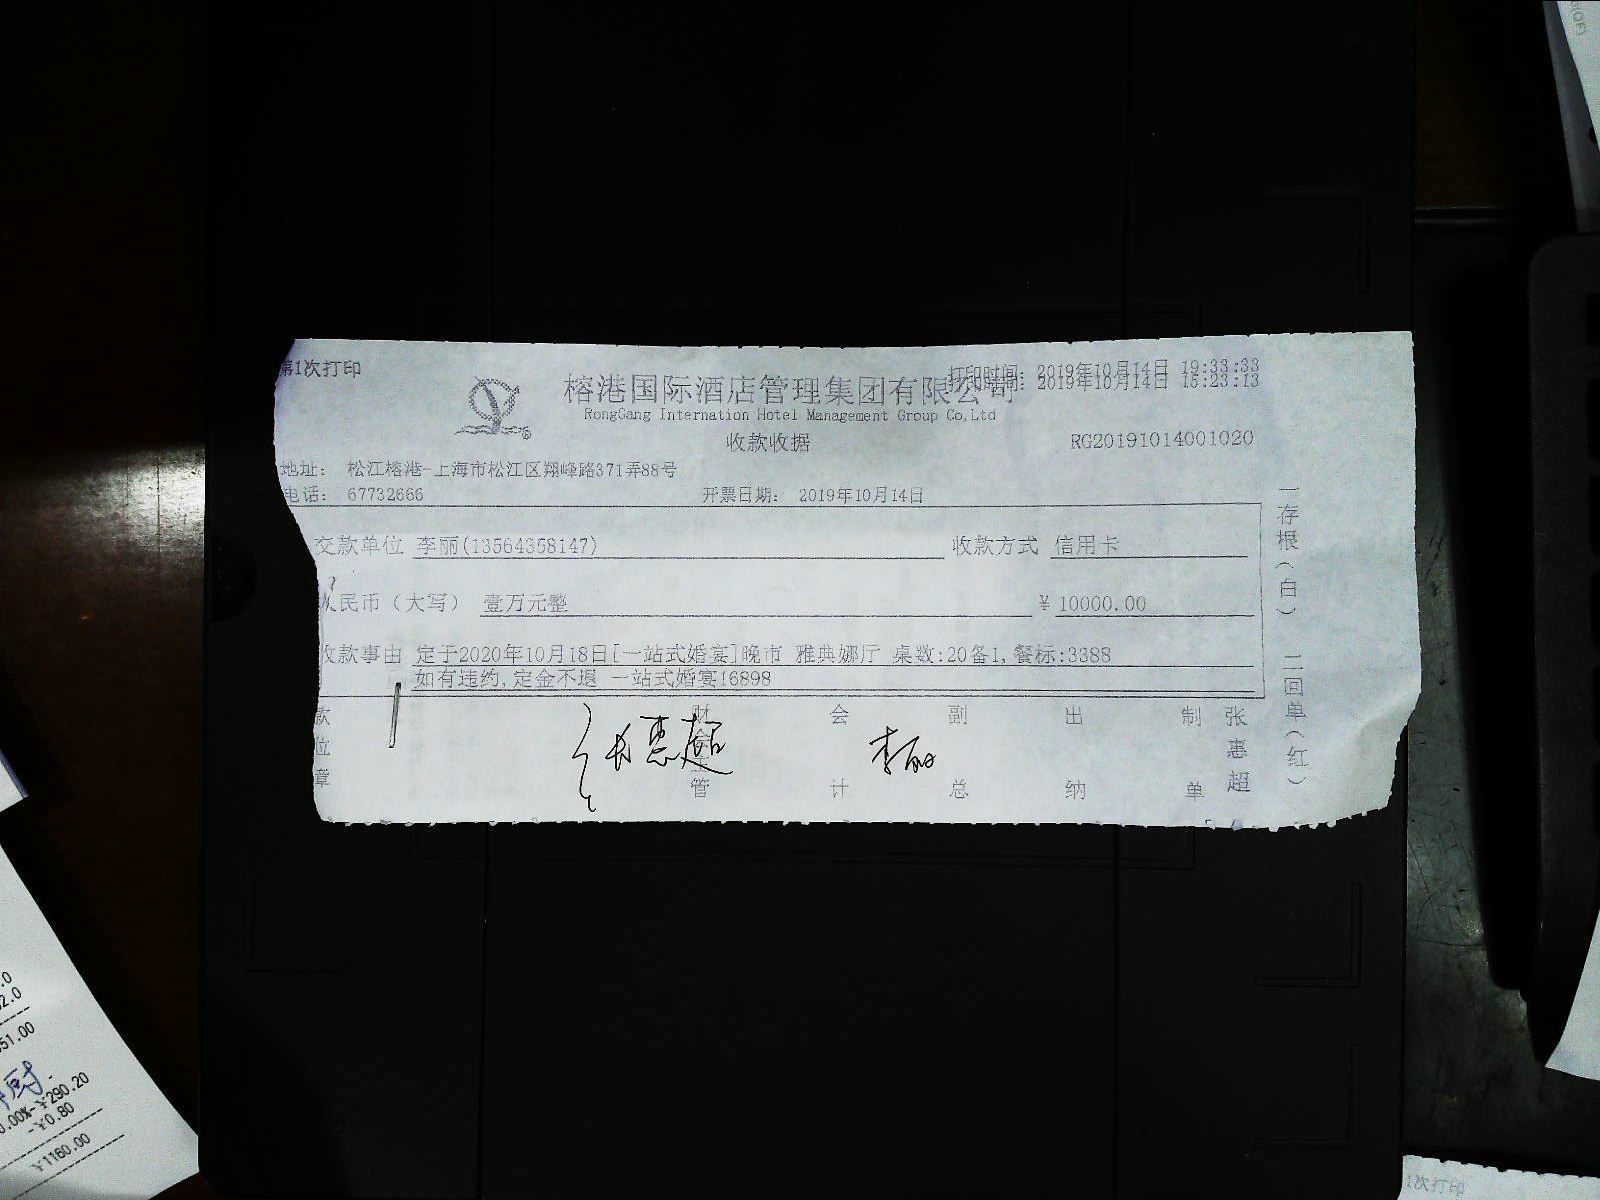 第1次打印
打印时间: 2019年10月14日 19:33:33
打印时间: 2019年10月14日 15:23:13
榕港国际酒店管理集团有限公司
RongGang Internation Hotel Management Group Co,Ltd
收款收据
RG20191014001020
地址: 松江榕港-上海市松江区翔峰路371弄88号
电话: 67732666
开票日期: 2019年10月14日
交款单位 李丽(13564358147)
收款方式 信用卡
人民币（大写） 壹万元整
¥ 10000.00
收款事由 定于2020年10月18日[一站式婚宴]晚市 雅典娜厅 桌数:20备1,餐标:3388
如有违约,定金不退 一站式婚宴16898
款位章
财 主管
会计
副总
出纳
制单
张惠超
张惠超
李丽
一存根（白） 二回单（红）
.0
2.0
51.00
0.00%-¥290.20
-¥0.80
¥1160.00
1次打印